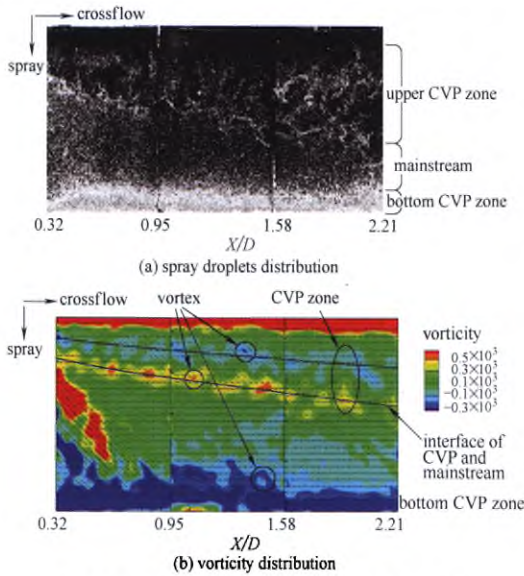 crossflow
spray
upper CVP zone
mainstream
bottom CVP zone
0.32 0.95 1.58 2.21
X/D
(a) spray droplets distribution
crossflow vortex CVP zone
spray
vorticity
0.5×10³
0.3×10³
0.1×10³
−0.1×10³
−0.3×10³
interface of
CVP and
mainstream
bottom CVP zone
0.32 0.95 1.58 2.21
X/D
(b) vorticity distribution